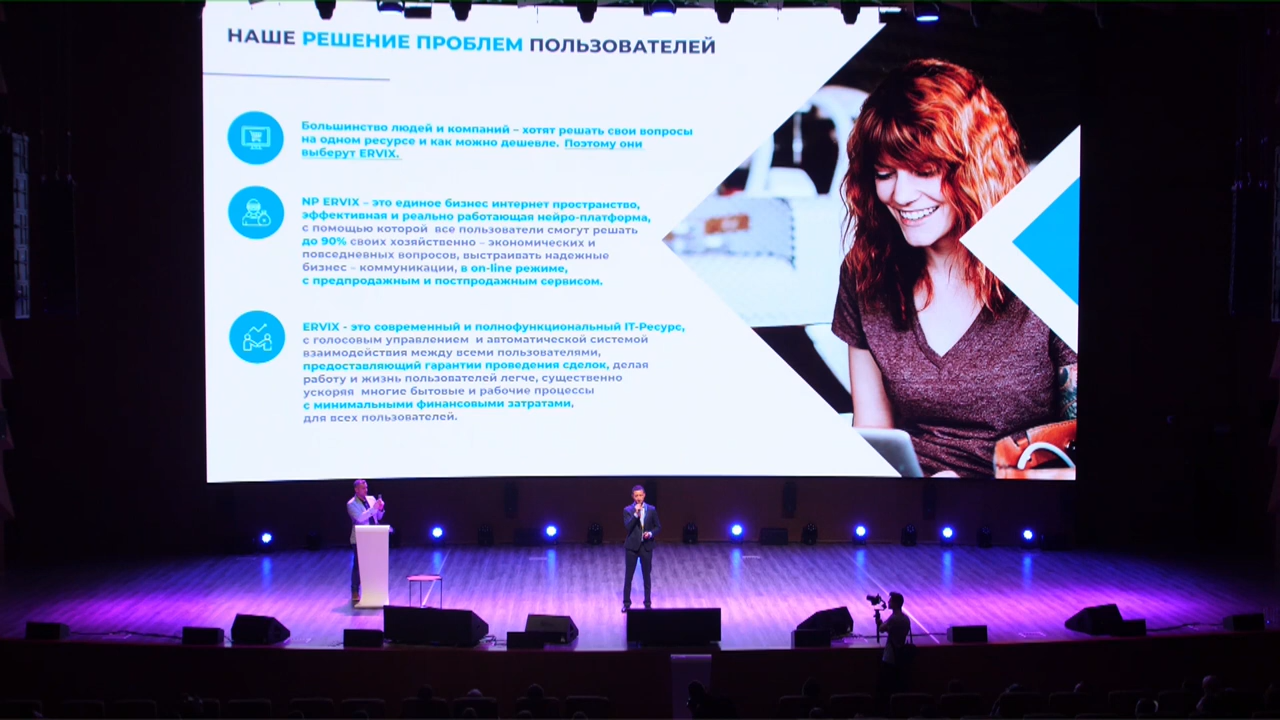 НАШЕ РЕШЕНИЕ ПРОБЛЕМ ПОЛЬЗОВАТЕЛЕЙ
Большинство людей и компаний – хотят решать свои вопросы
на одном ресурсе и как можно дешевле. Поэтому они
выберут ERVIX.
NP ERVIX – это единое бизнес интернет пространство,
эффективная и реально работающая нейро-платформа,
с помощью которой все пользователи смогут решать
до 90% своих хозяйственно – экономических и
повседневных вопросов, выстраивать надежные
бизнес – коммуникации, в on-line режиме,
с предпродажным и постпродажным сервисом.
ERVIX - это современный и полнофункциональный IT-Ресурс,
с голосовым управлением и автоматической системой
взаимодействия между всеми пользователями,
предоставляющий гарантии проведения сделок, делая
работу и жизнь пользователей легче, существенно
ускоряя многие бытовые и рабочие процессы
с минимальными финансовыми затратами,
для всех пользователей.